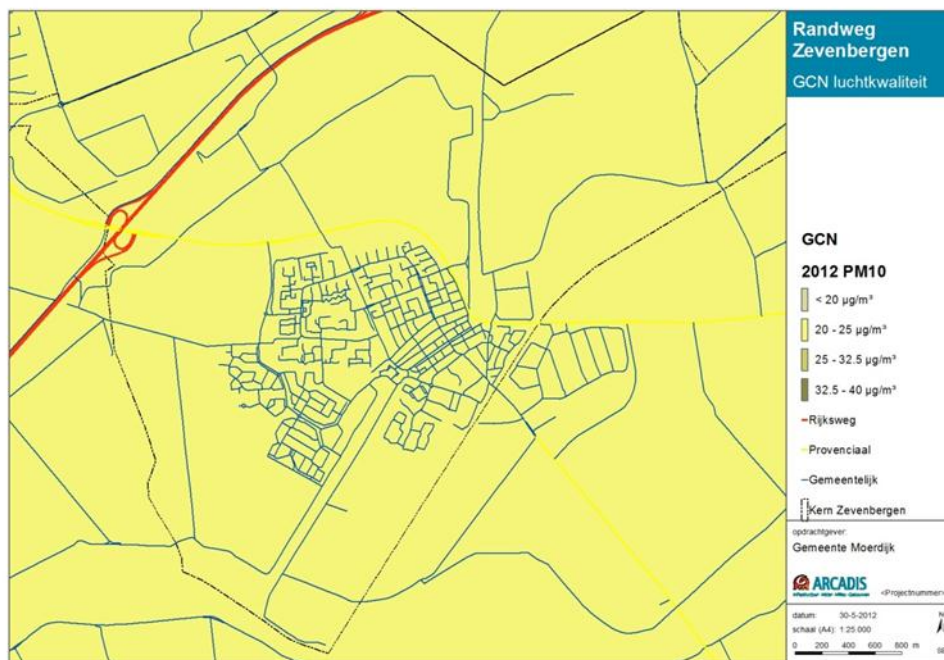 Randweg
Zevenbergen
GCN luchtkwaliteit
GCN
2012 PM10
< 20 µg/m³
20 - 25 µg/m³
25 - 32.5 µg/m³
32.5 - 40 µg/m³
Rijksweg
Provenciaal
Gemeentelijk
Kern Zevenbergen
opdrachtgever:
Gemeente Moerdijk
ARCADIS
<Projectnummer>
datum: 30-5-2012
schaal (A4): 1:25 000
0 200 400 600 800 m